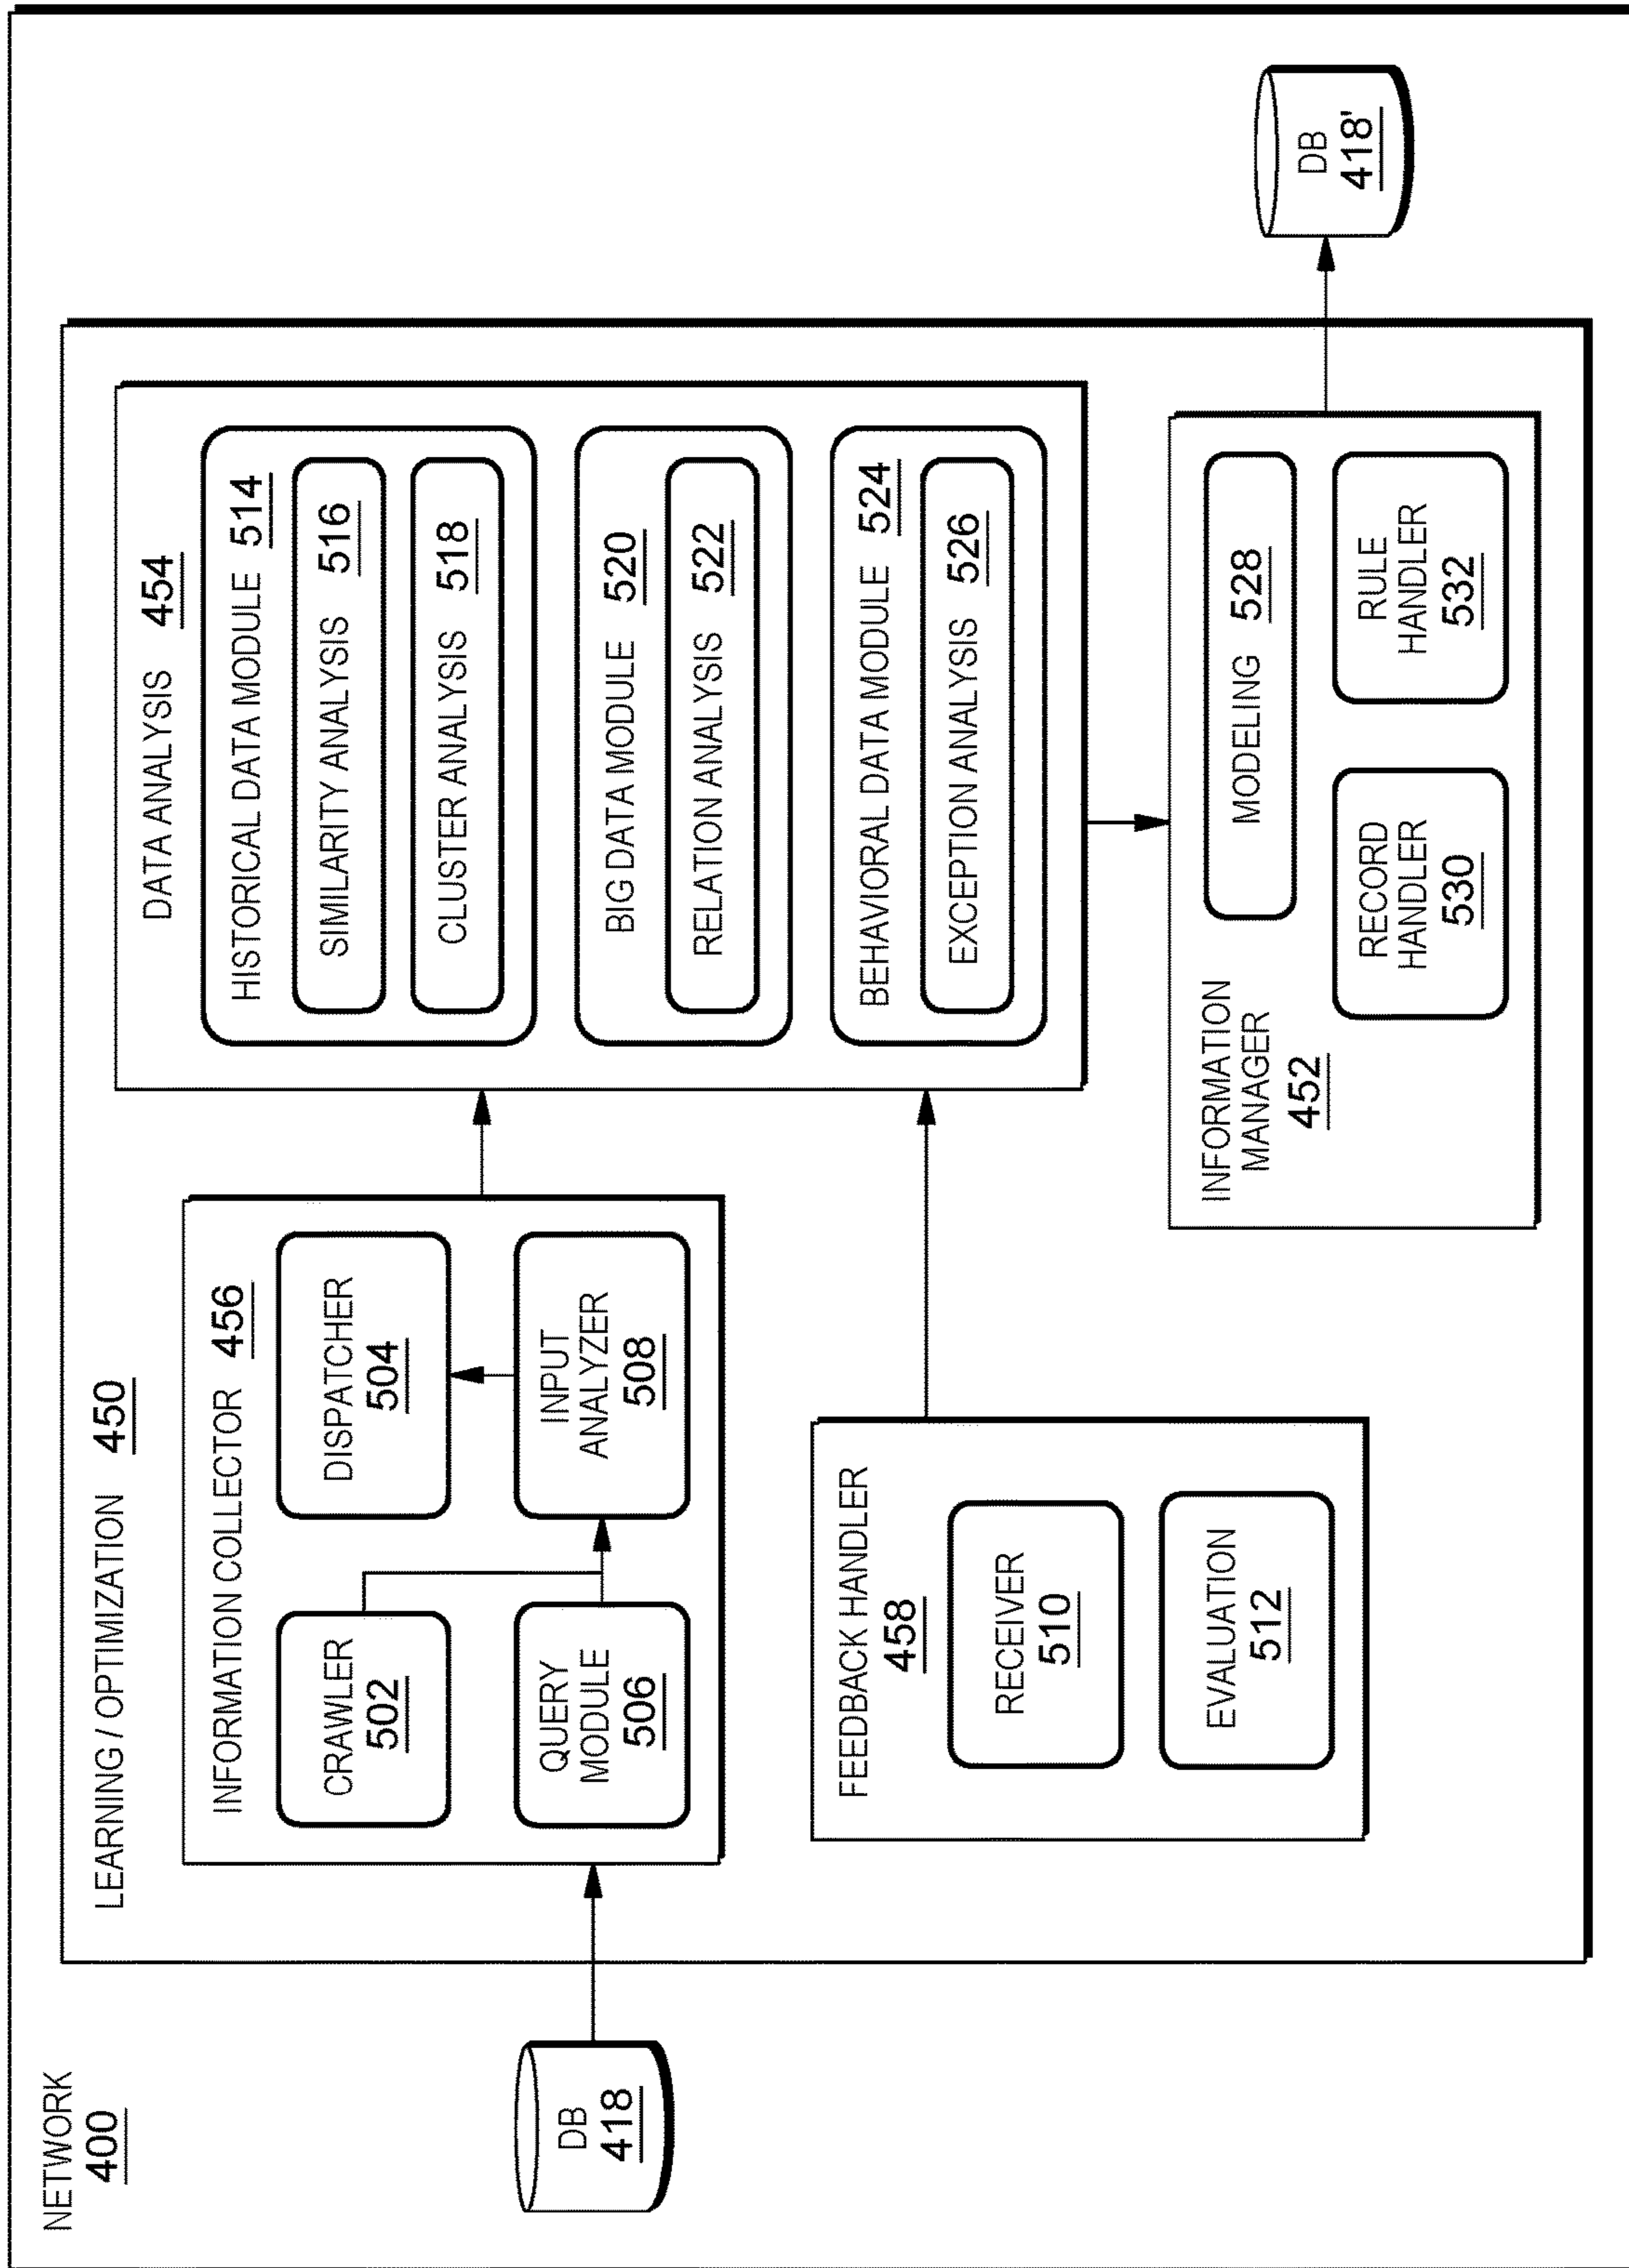 NETWORK
400
DB
418
LEARNING / OPTIMIZATION 450
INFORMATION COLLECTOR 456
CRAWLER
502
DISPATCHER
504
QUERY
MODULE
506
INPUT
ANALYZER
508
FEEDBACK HANDLER
458
RECEIVER
510
EVALUATION
512
DATA ANALYSIS 454
HISTORICAL DATA MODULE 514
SIMILARITY ANALYSIS 516
CLUSTER ANALYSIS 518
BIG DATA MODULE 520
RELATION ANALYSIS 522
BEHAVIORAL DATA MODULE 524
EXCEPTION ANALYSIS 526
INFORMATION
MANAGER
452
MODELING 528
RECORD
HANDLER
530
RULE
HANDLER
532
DB
418'